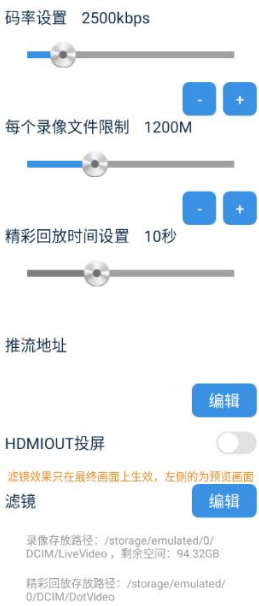 码率设置 2500kbps
- +
每个录像文件限制 1200M
- +
精彩回放时间设置 10秒
推流地址
编辑
HDMIOUT投屏
滤镜效果只在最终画面上生效，左侧的为预览画面
滤镜 编辑
录像存放路径：/storage/emulated/0/
DCIM/LiveVideo ，剩余空间：94.32GB
精彩回放存放路径：/storage/emulated/
0/DCIM/DotVideo